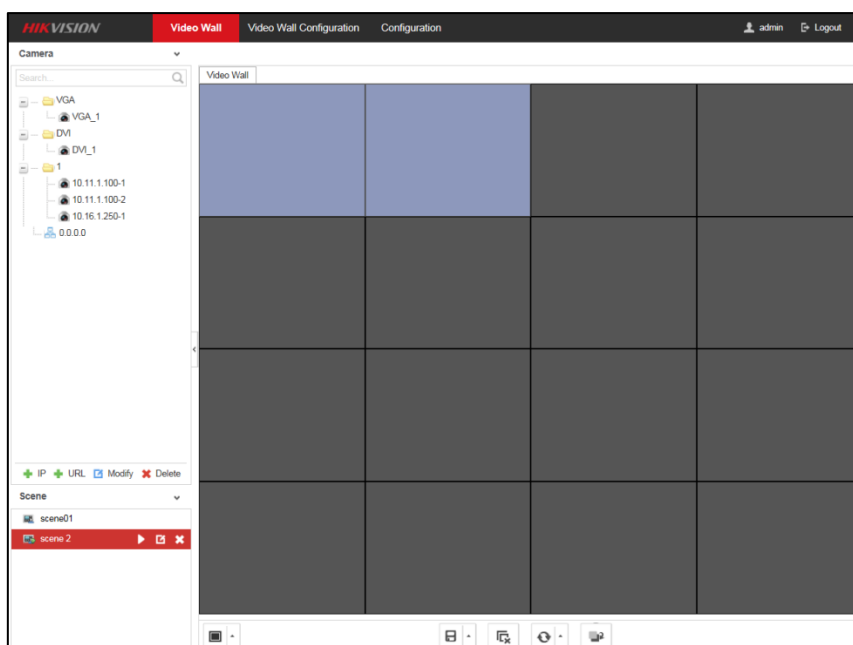 HIKVISION Video Wall Video Wall Configuration Configuration admin Logout
Camera
Search...
Video Wall
VGA
VGA_1
DVI
DVI_1
1
10.11.1.100-1
10.11.1.100-2
10.16.1.250-1
0.0.0.0
IP URL Modify Delete
Scene
scene01
scene 2